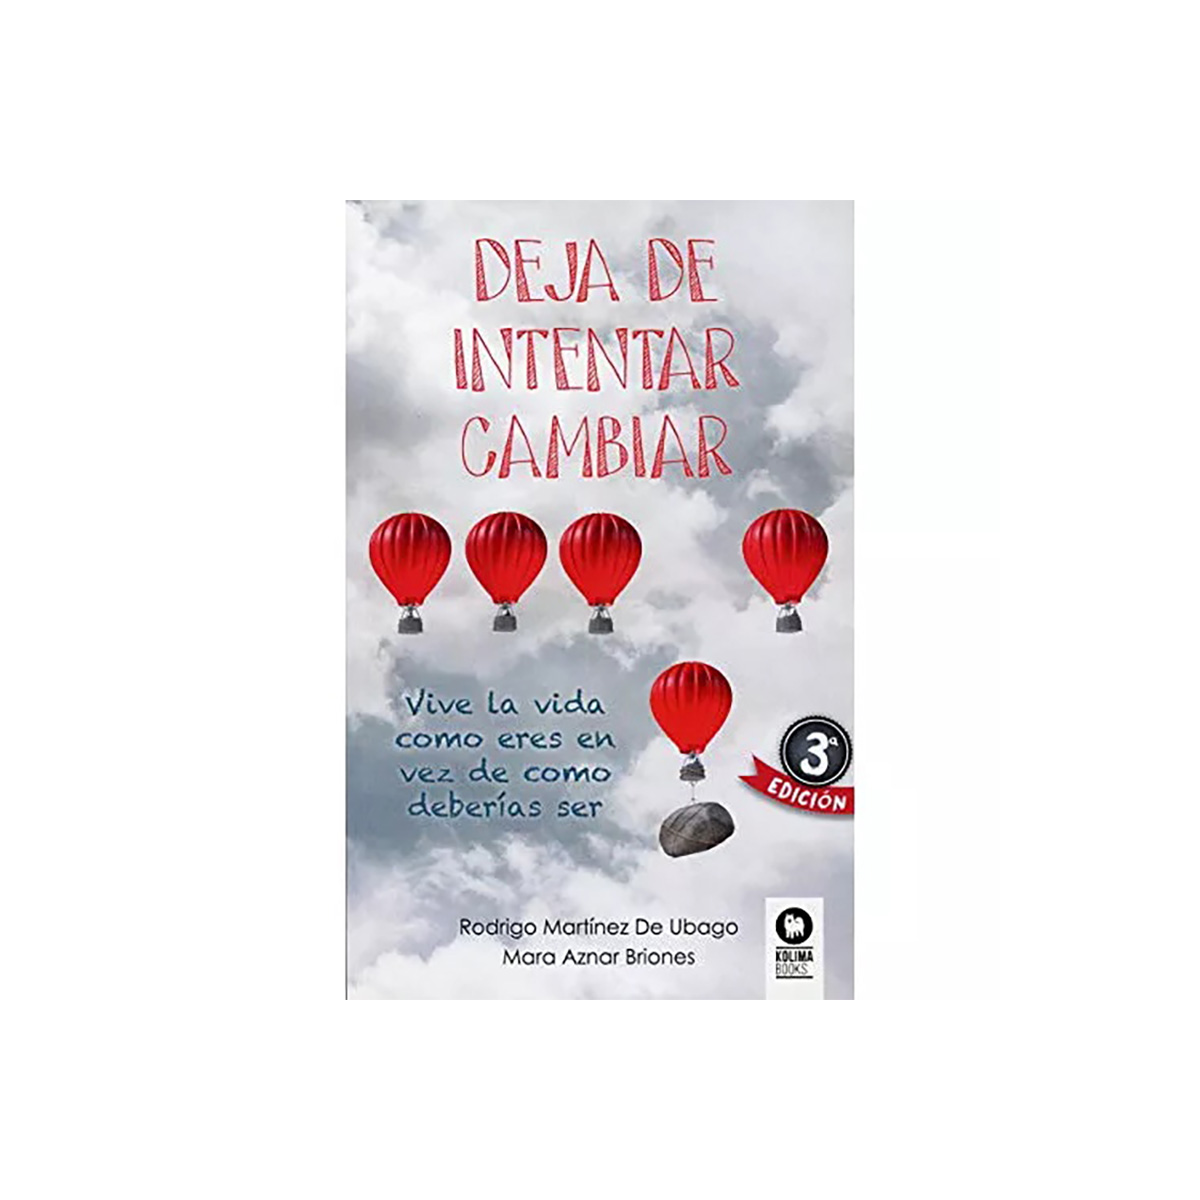 DEJA DE
INTENTAR
CAMBIAR
Vive la vida
como eres en
vez de como
deberías ser
3ª
EDICIÓN
Rodrigo Martínez De Ubago
Mara Aznar Briones
KOLIMA
BOOKS